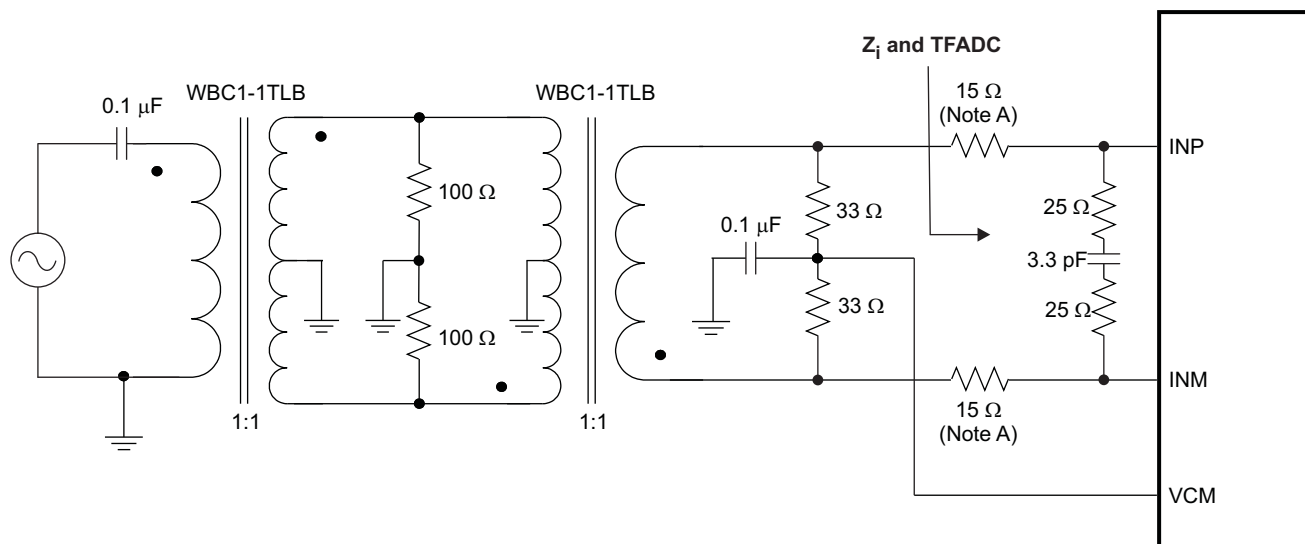 Zi and TFADC
WBC1-1TLB
WBC1-1TLB
0.1 μF
15 Ω
(Note A)
INP
100 Ω
33 Ω
25 Ω
0.1 μF
3.3 pF
33 Ω
25 Ω
100 Ω
INM
15 Ω
(Note A)
1:1
1:1
VCM